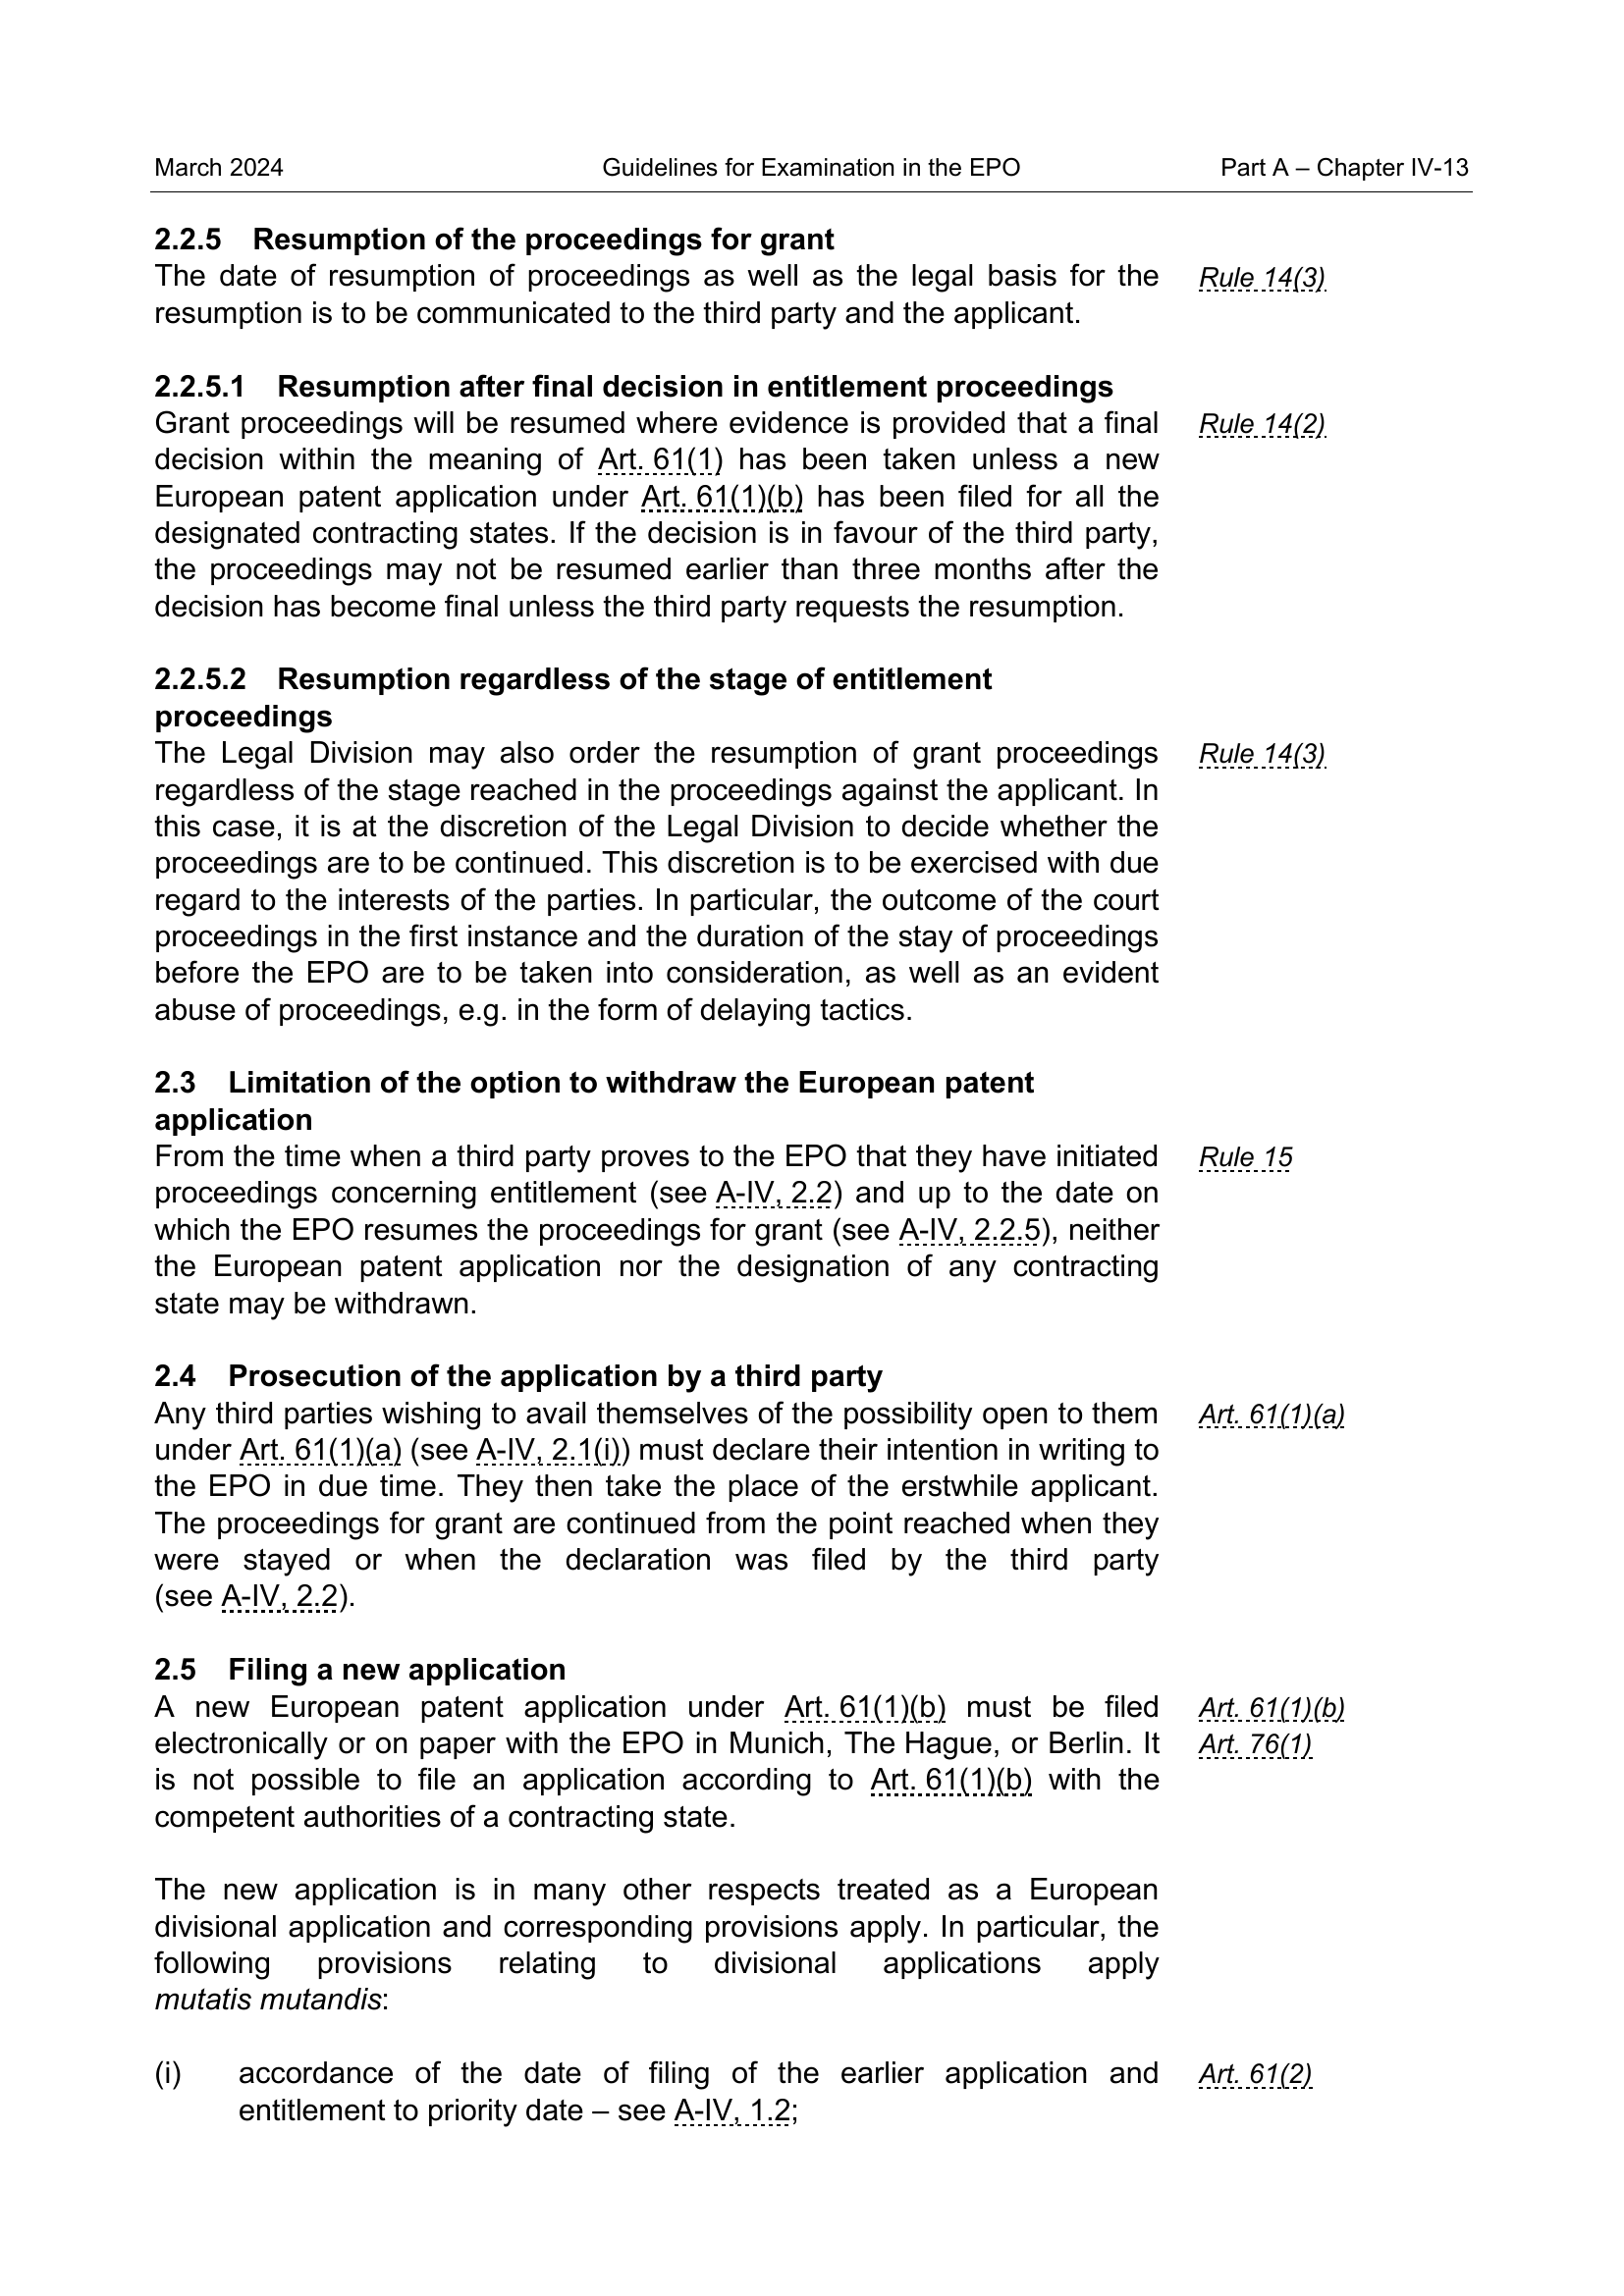 March 2024 Guidelines for Examination in the EPO Part A – Chapter IV-13
2.2.5 Resumption of the proceedings for grant
The date of resumption of proceedings as well as the legal basis for the Rule 14(3)
resumption is to be communicated to the third party and the applicant.
2.2.5.1 Resumption after final decision in entitlement proceedings
Grant proceedings will be resumed where evidence is provided that a final Rule 14(2)
decision within the meaning of Art. 61(1) has been taken unless a new
European patent application under Art. 61(1)(b) has been filed for all the
designated contracting states. If the decision is in favour of the third party,
the proceedings may not be resumed earlier than three months after the
decision has become final unless the third party requests the resumption.
2.2.5.2 Resumption regardless of the stage of entitlement
proceedings
The Legal Division may also order the resumption of grant proceedings Rule 14(3)
regardless of the stage reached in the proceedings against the applicant. In
this case, it is at the discretion of the Legal Division to decide whether the
proceedings are to be continued. This discretion is to be exercised with due
regard to the interests of the parties. In particular, the outcome of the court
proceedings in the first instance and the duration of the stay of proceedings
before the EPO are to be taken into consideration, as well as an evident
abuse of proceedings, e.g. in the form of delaying tactics.
2.3 Limitation of the option to withdraw the European patent
application
From the time when a third party proves to the EPO that they have initiated Rule 15
proceedings concerning entitlement (see A-IV, 2.2) and up to the date on
which the EPO resumes the proceedings for grant (see A-IV, 2.2.5), neither
the European patent application nor the designation of any contracting
state may be withdrawn.
2.4 Prosecution of the application by a third party
Any third parties wishing to avail themselves of the possibility open to them Art. 61(1)(a)
under Art. 61(1)(a) (see A-IV, 2.1(i)) must declare their intention in writing to
the EPO in due time. They then take the place of the erstwhile applicant.
The proceedings for grant are continued from the point reached when they
were stayed or when the declaration was filed by the third party
(see A-IV, 2.2).
2.5 Filing a new application
A new European patent application under Art. 61(1)(b) must be filed Art. 61(1)(b)
electronically or on paper with the EPO in Munich, The Hague, or Berlin. It Art. 76(1)
is not possible to file an application according to Art. 61(1)(b) with the
competent authorities of a contracting state.
The new application is in many other respects treated as a European
divisional application and corresponding provisions apply. In particular, the
following provisions relating to divisional applications apply
mutatis mutandis:
(i) accordance of the date of filing of the earlier application and Art. 61(2)
entitlement to priority date – see A-IV, 1.2;